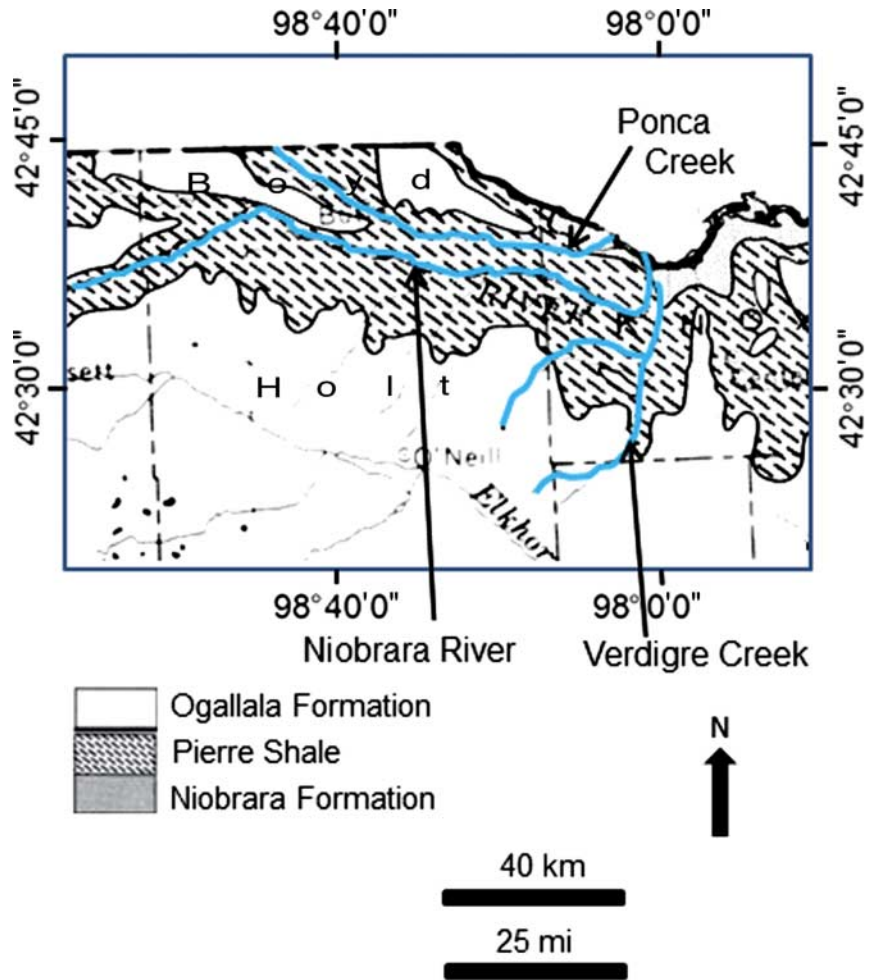 98°40'0"
98°0'0"
42°45'0"
42°45'0"
Ponca
Creek
B o y d
River
K N O X
42°30'0"
42°30'0"
sett
H o l t
O'Neill
Elkhor
98°40'0"
98°0'0"
Niobrara River
Verdigre Creek
Ogallala Formation
Pierre Shale
Niobrara Formation
N
40 km
25 mi